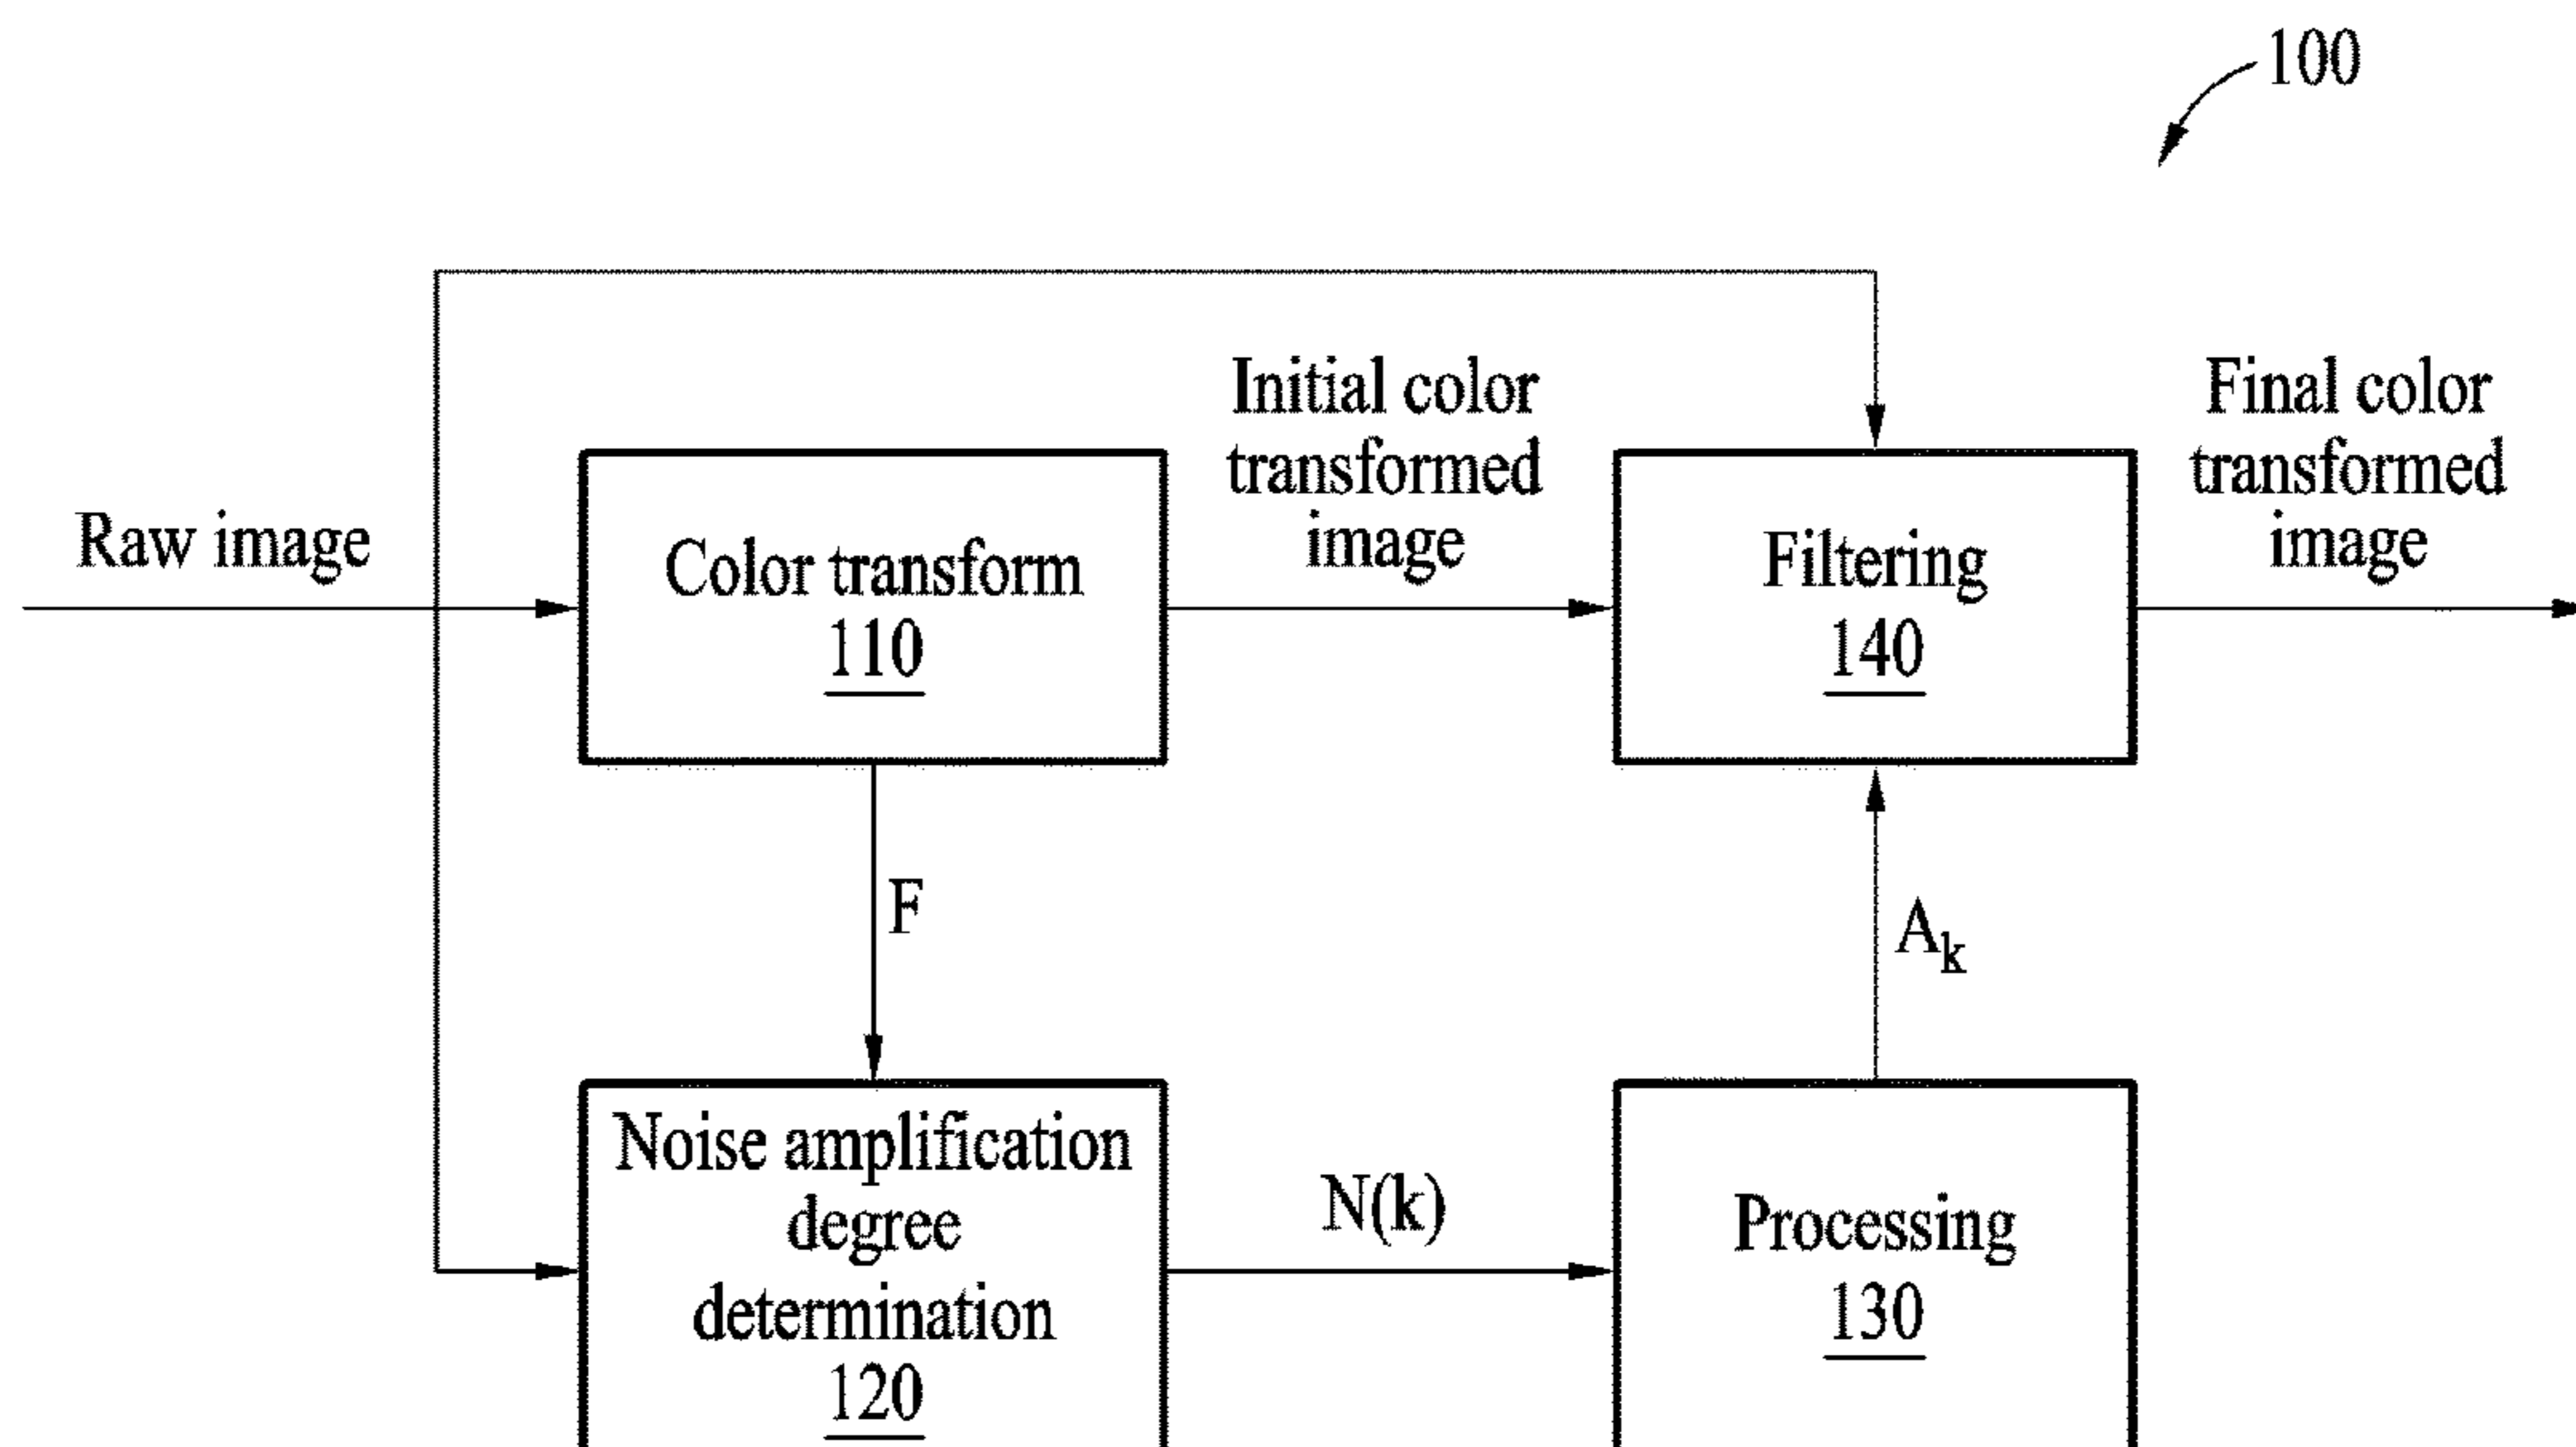 100
Raw image
Color transform
110
Initial color
transformed
image
Filtering
140
Final color
transformed
image
F
A_k
Noise amplification
degree
determination
120
N(k)
Processing
130